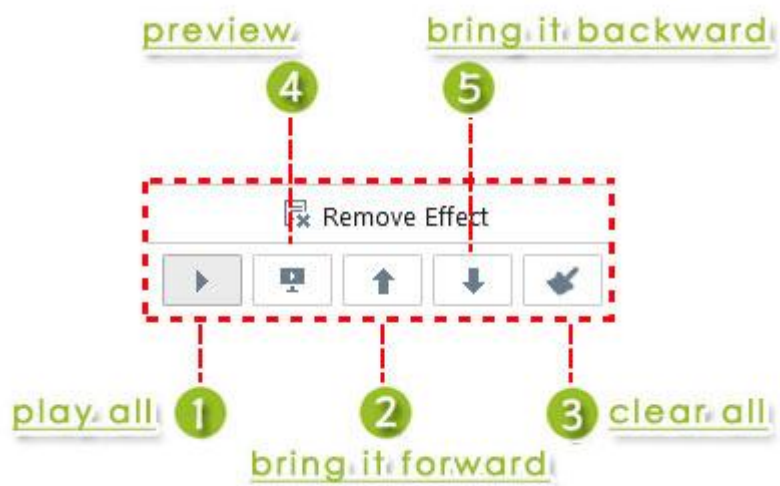 preview
bring it backward
4
5
Remove Effect
play all
1
2
3
clear all
bring it forward